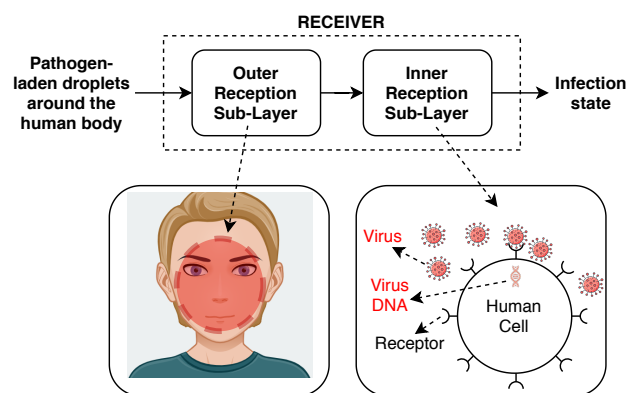 RECEIVER
Pathogen-
laden droplets
around the
human body
Outer
Reception
Sub-Layer
Inner
Reception
Sub-Layer
Infection
state
Virus
Virus
DNA
Receptor
Human
Cell